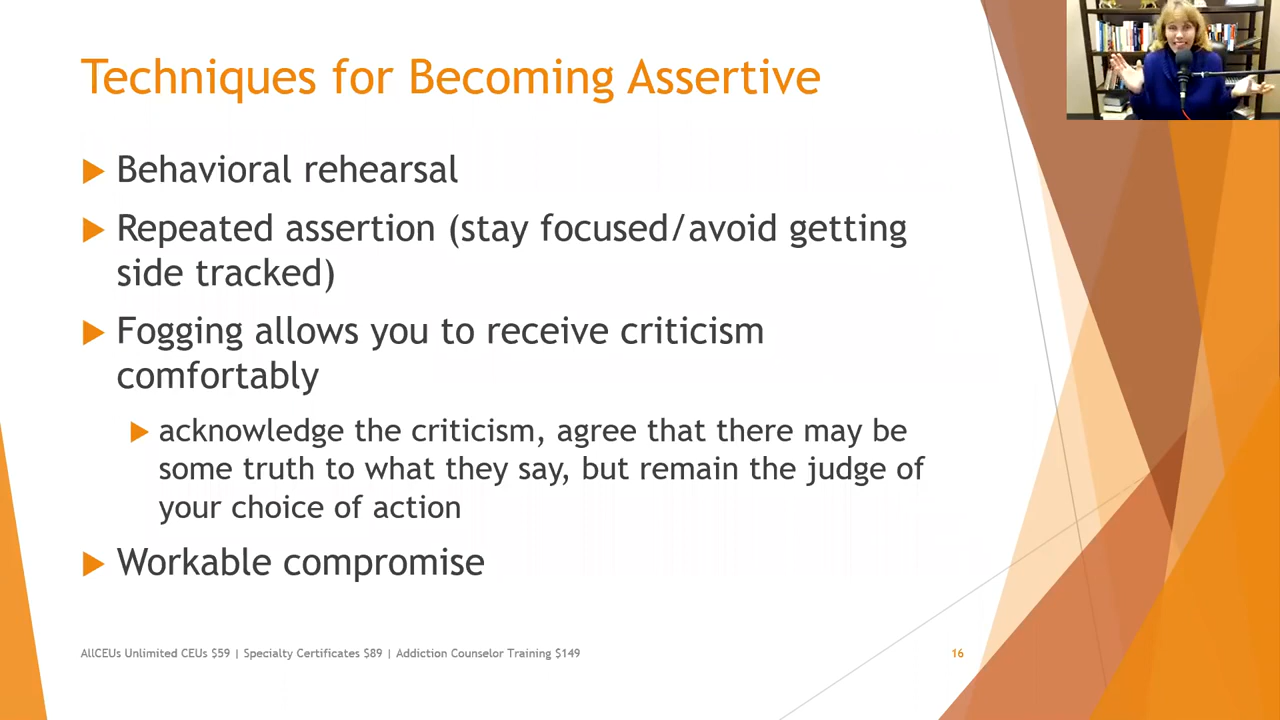 Techniques for Becoming Assertive
Behavioral rehearsal
Repeated assertion (stay focused/avoid getting
side tracked)
Fogging allows you to receive criticism
comfortably
acknowledge the criticism, agree that there may be
some truth to what they say, but remain the judge of
your choice of action
Workable compromise
AllCEUs Unlimited CEUs $59 | Specialty Certificates $89 | Addiction Counselor Training $149
16